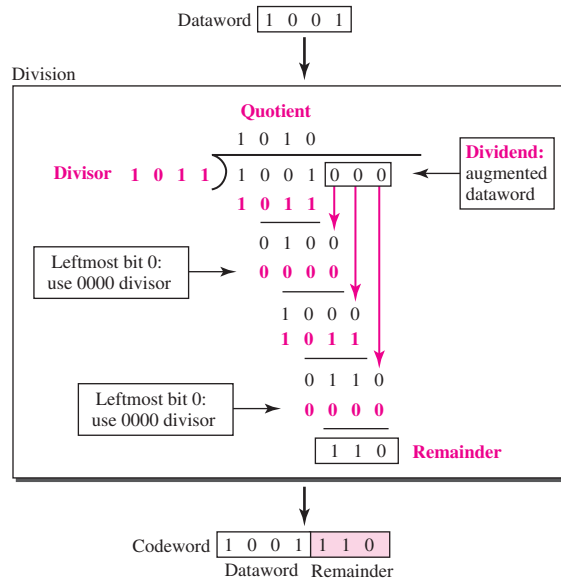 Dataword 1 0 0 1
Division
Quotient
1 0 1 0
Divisor 1 0 1 1 1 0 0 1 0 0 0
Dividend:
augmented
dataword
1 0 1 1
0 1 0 0
Leftmost bit 0:
use 0000 divisor
0 0 0 0
1 0 0 0
1 0 1 1
0 1 1 0
Leftmost bit 0:
use 0000 divisor
0 0 0 0
1 1 0 Remainder
Codeword 1 0 0 1 1 1 0
Dataword Remainder